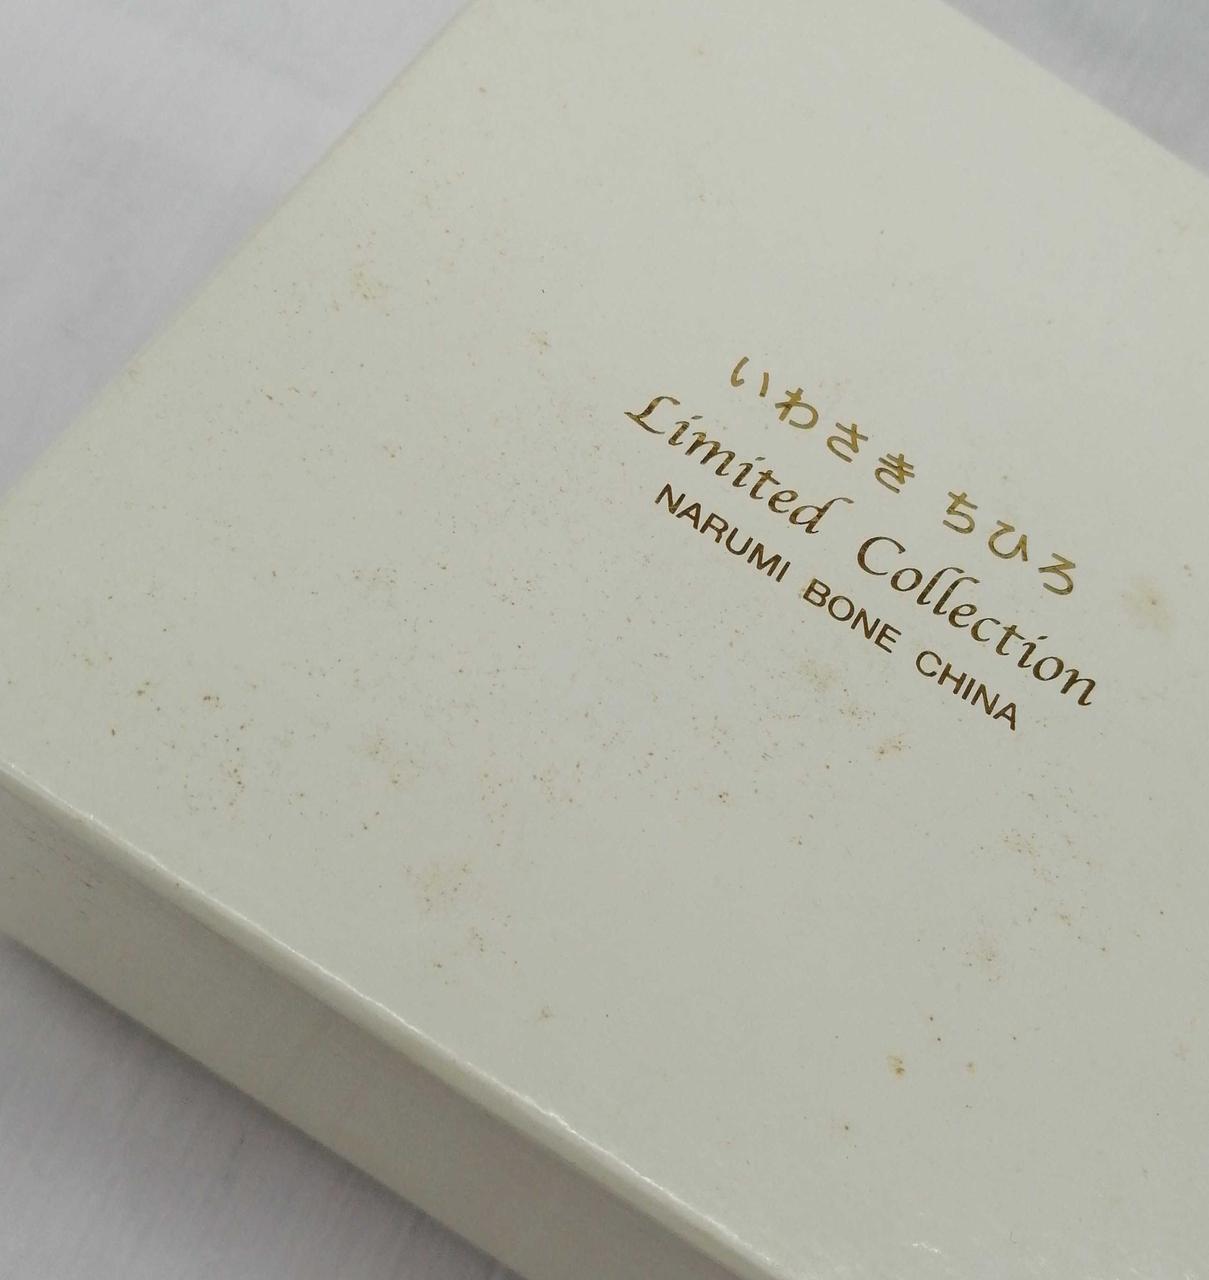 いわさき ちひろ
Limited Collection
NARUMI BONE CHINA